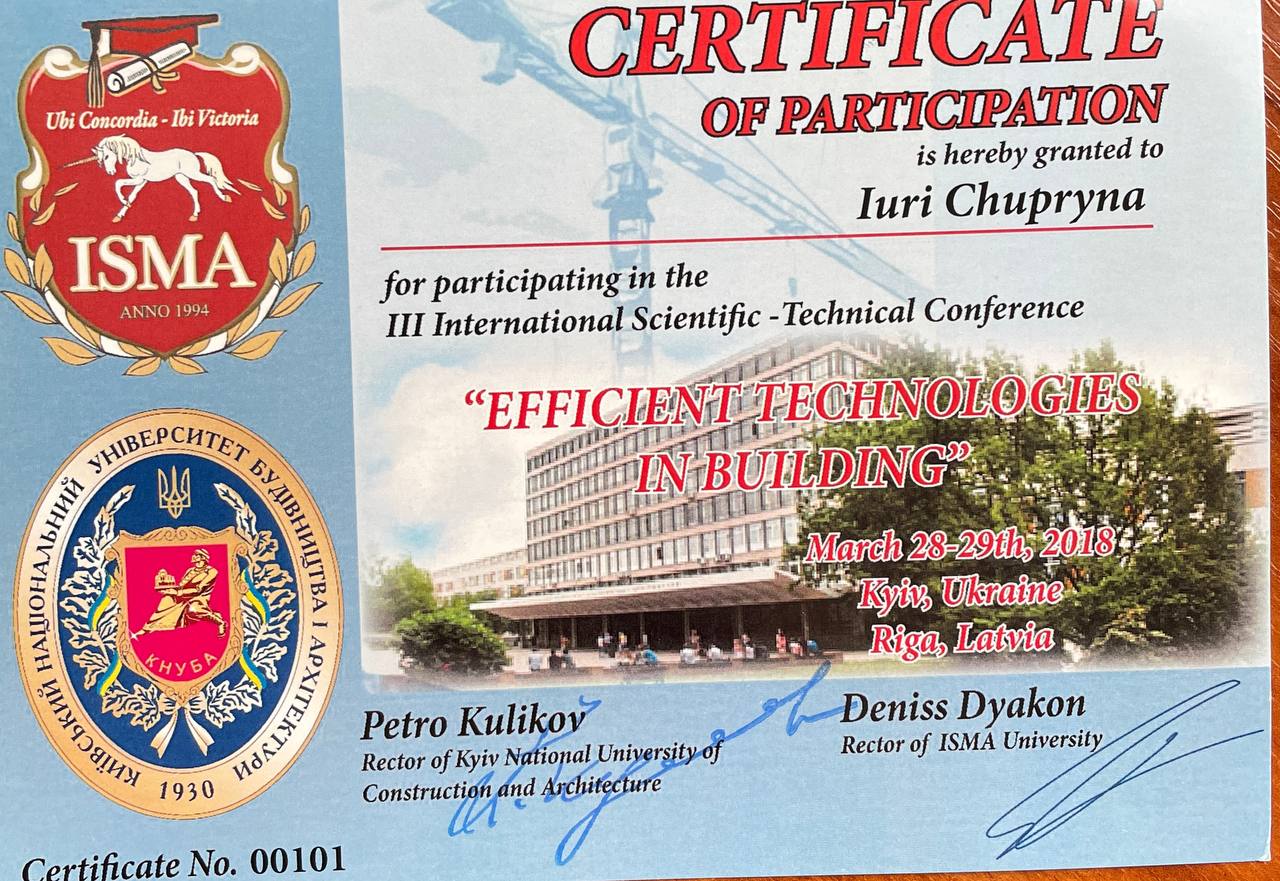 Ubi Concordia - Ibi Victoria
ISMA
ANNO 1994
КИЇВСЬКИЙ НАЦІОНАЛЬНИЙ УНІВЕРСИТЕТ БУДІВНИЦТВА І АРХІТЕКТУРИ
КНУБА
1930
Certificate No. 00101
CERTIFICATE
OF PARTICIPATION
is hereby granted to
Iuri Chupryna
for participating in the
III International Scientific -Technical Conference
“EFFICIENT TECHNOLOGIES
IN BUILDING”
March 28-29th, 2018
Kyiv, Ukraine
Riga, Latvia
Petro Kulikov
Rector of Kyiv National University of
Construction and Architecture
Deniss Dyakon
Rector of ISMA University